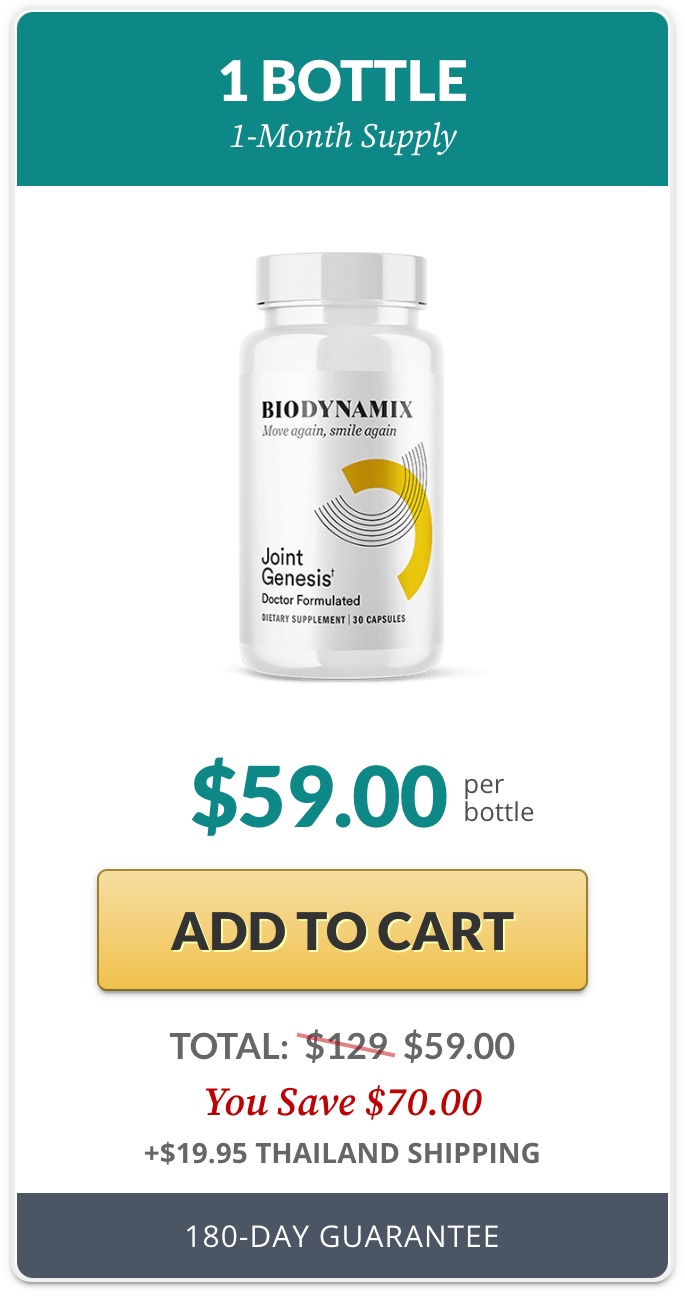 1 BOTTLE
1-Month Supply
BIODYNAMIX
Move again, smile again
Joint
Genesis†
Doctor Formulated
DIETARY SUPPLEMENT | 30 CAPSULES
$59.00 per
bottle
ADD TO CART
TOTAL: $129 $59.00
You Save $70.00
+$19.95 THAILAND SHIPPING
180-DAY GUARANTEE